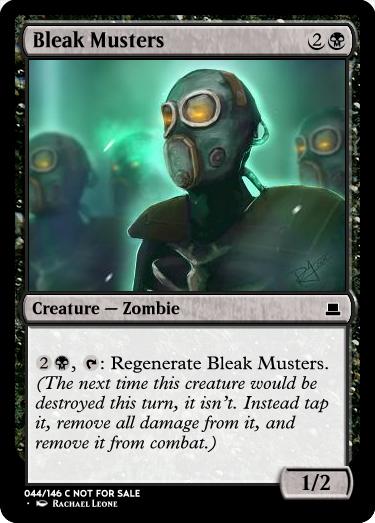 Bleak Musters 2
Creature — Zombie
2, : Regenerate Bleak Musters.
(The next time this creature would be
destroyed this turn, it isn't. Instead tap
it, remove all damage from it, and
remove it from combat.)
1/2
044/146 C NOT FOR SALE
Rachael Leone